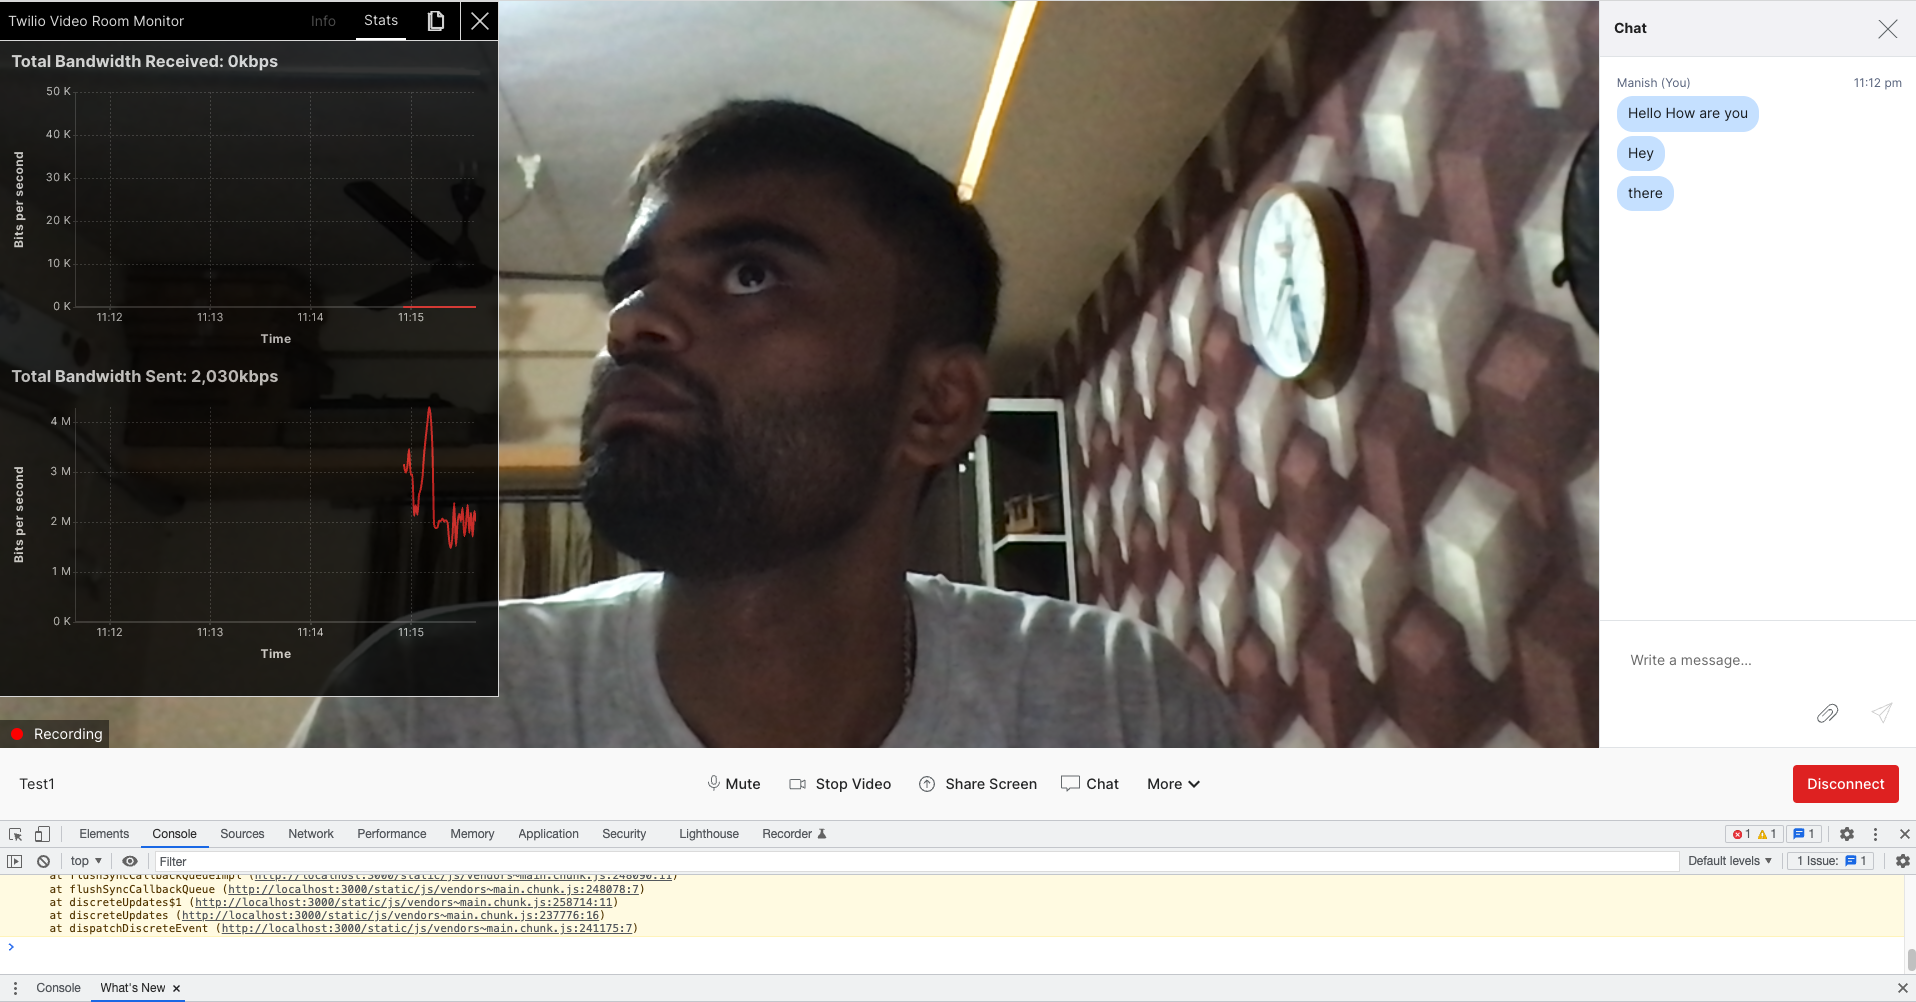 Twilio Video Room Monitor
Info
Stats
Total Bandwidth Received: 0kbps
50 K
40 K
30 K
20 K
10 K
0 K
Bits per second
11:12
11:13
11:14
11:15
Time
Total Bandwidth Sent: 2,030kbps
4 M
3 M
2 M
1 M
0 K
Bits per second
11:12
11:13
11:14
11:15
Time
Recording
Chat
Manish (You)
11:12 pm
Hello How are you
Hey
there
Write a message...
Test1
Mute
Stop Video
Share Screen
Chat
More
Disconnect
Elements
Console
Sources
Network
Performance
Memory
Application
Security
Lighthouse
Recorder
1
1
1
top
Filter
Default levels
1 Issue:
1
at flushSyncCallbackQueueImpl (http://localhost:3000/static/js/vendors~main.chunk.js:248090:11)
at flushSyncCallbackQueue (http://localhost:3000/static/js/vendors~main.chunk.js:248078:7)
at discreteUpdates$1 (http://localhost:3000/static/js/vendors~main.chunk.js:258714:11)
at discreteUpdates (http://localhost:3000/static/js/vendors~main.chunk.js:237776:16)
at dispatchDiscreteEvent (http://localhost:3000/static/js/vendors~main.chunk.js:241175:7)
Console
What's New